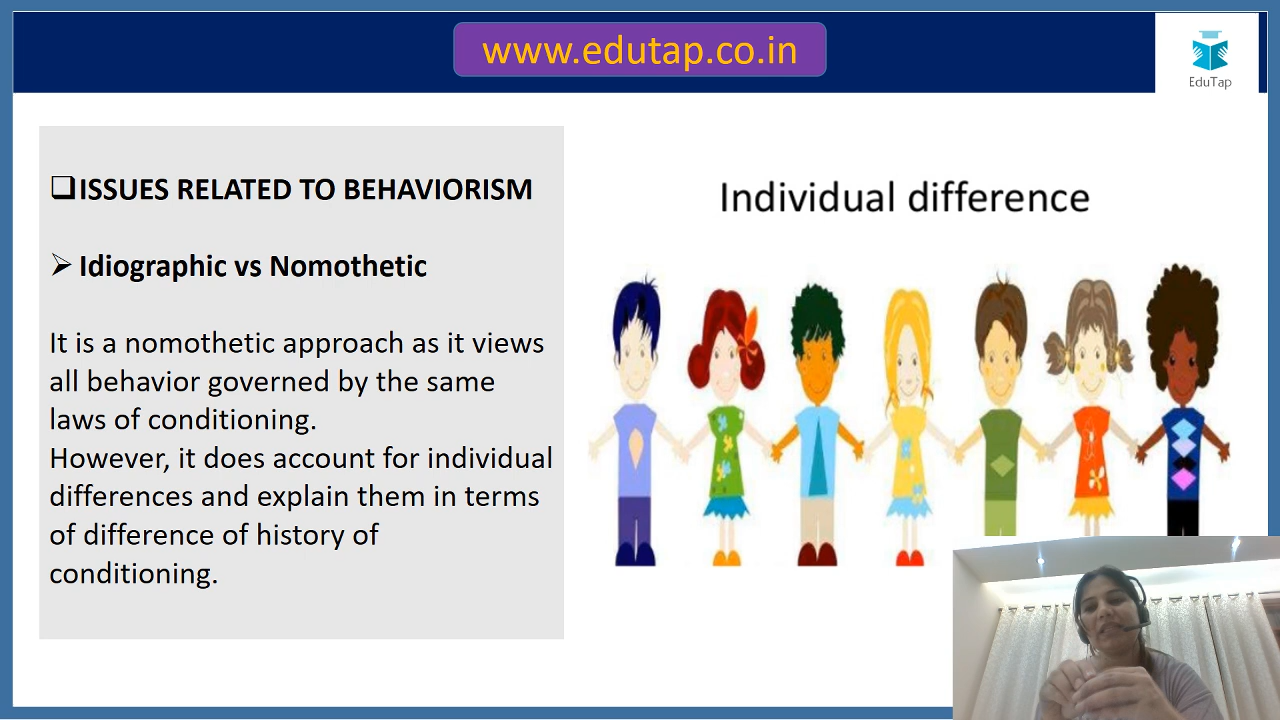 www.edutap.co.in
EduTap
ISSUES RELATED TO BEHAVIORISM
Idiographic vs Nomothetic
It is a nomothetic approach as it views
all behavior governed by the same
laws of conditioning.
However, it does account for individual
differences and explain them in terms
of difference of history of
conditioning.
Individual difference